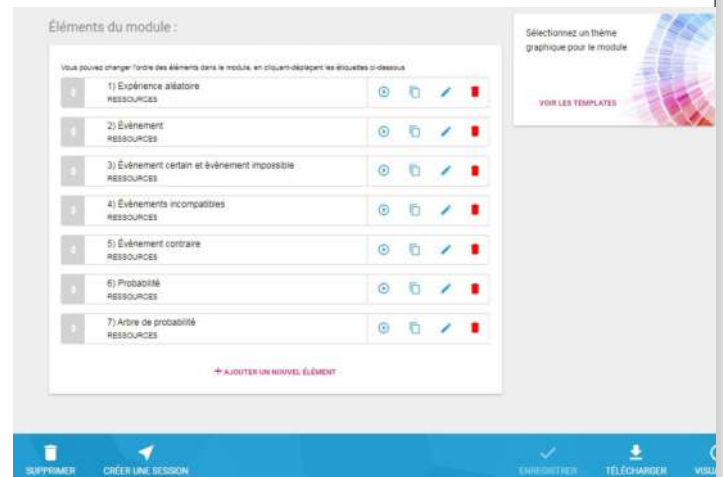 Éléments du module :
Vous pouvez changer l'ordre des éléments dans le module, en cliquant-déplaçant les étiquettes ci-dessous
1) Expérience aléatoire
RESSOURCES
2) Évènement
RESSOURCES
3) Évènement certain et évènement impossible
RESSOURCES
4) Évènements incompatibles
RESSOURCES
5) Évènement contraire
RESSOURCES
6) Probabilité
RESSOURCES
7) Arbre de probabilité
RESSOURCES
+ AJOUTER UN NOUVEL ÉLÉMENT
Sélectionnez un thème
graphique pour le module
VOIR LES TEMPLATES
SUPPRIMER
CRÉER UNE SESSION
ENREGISTRER
TÉLÉCHARGER